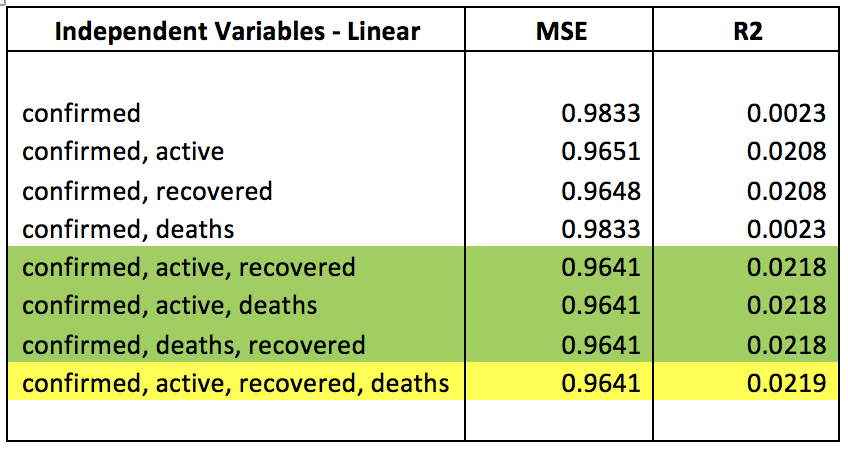 Independent Variables - Linear MSE R2
confirmed 0.9833 0.0023
confirmed, active 0.9651 0.0208
confirmed, recovered 0.9648 0.0208
confirmed, deaths 0.9833 0.0023
confirmed, active, recovered 0.9641 0.0218
confirmed, active, deaths 0.9641 0.0218
confirmed, deaths, recovered 0.9641 0.0218
confirmed, active, recovered, deaths 0.9641 0.0219